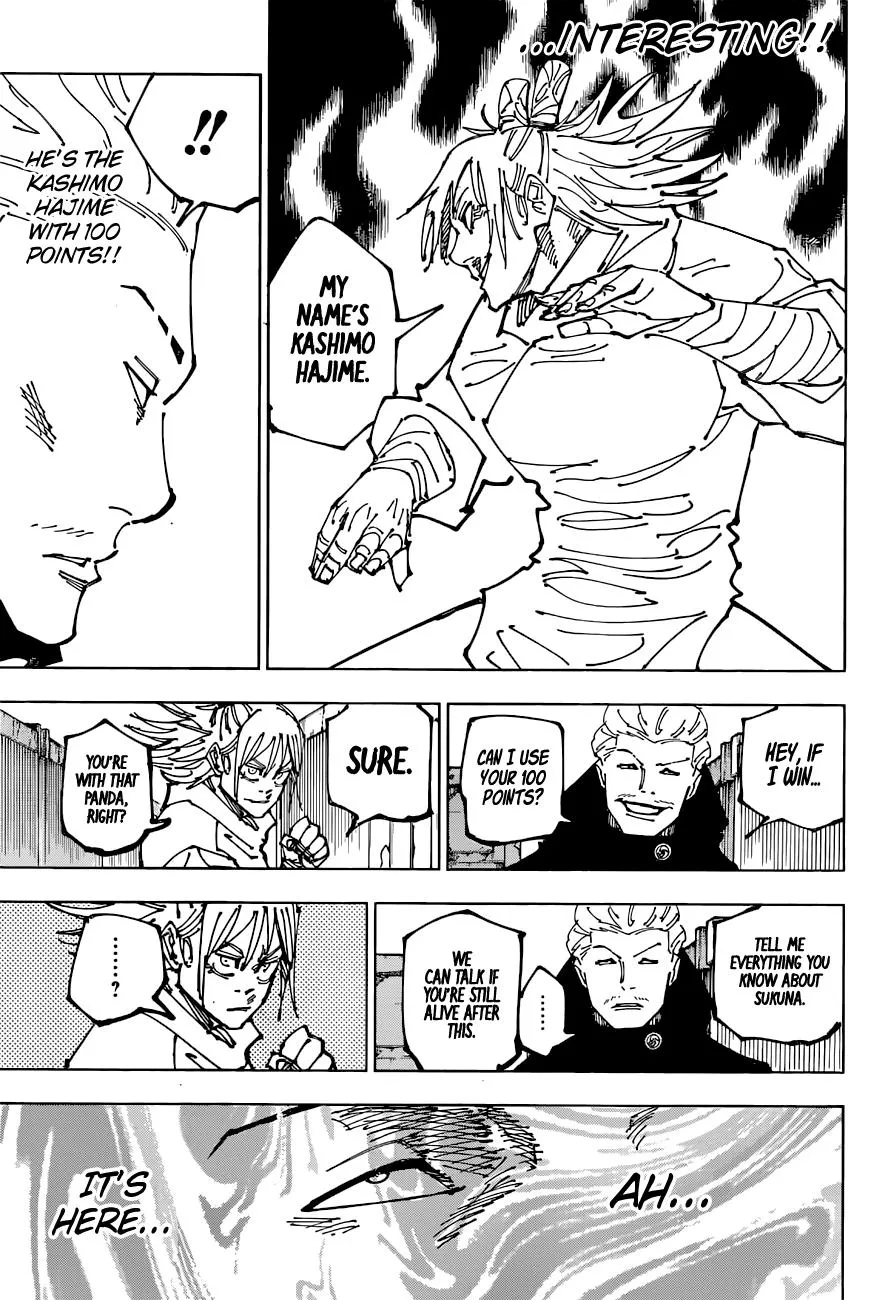 ...INTERESTING!!
MY
NAME'S
KASHIMO
HAJIME.
!!
HE'S THE
KASHIMO
HAJIME
WITH 100
POINTS!!
HEY, IF
I WIN...
CAN I USE
YOUR 100
POINTS?
SURE.
YOU'RE
WITH THAT
PANDA,
RIGHT?
TELL ME
EVERYTHING YOU
KNOW ABOUT
SUKUNA.
......
WE
CAN TALK IF
YOU'RE STILL
ALIVE AFTER
THIS.
......
?
AH...
IT'S
HERE...